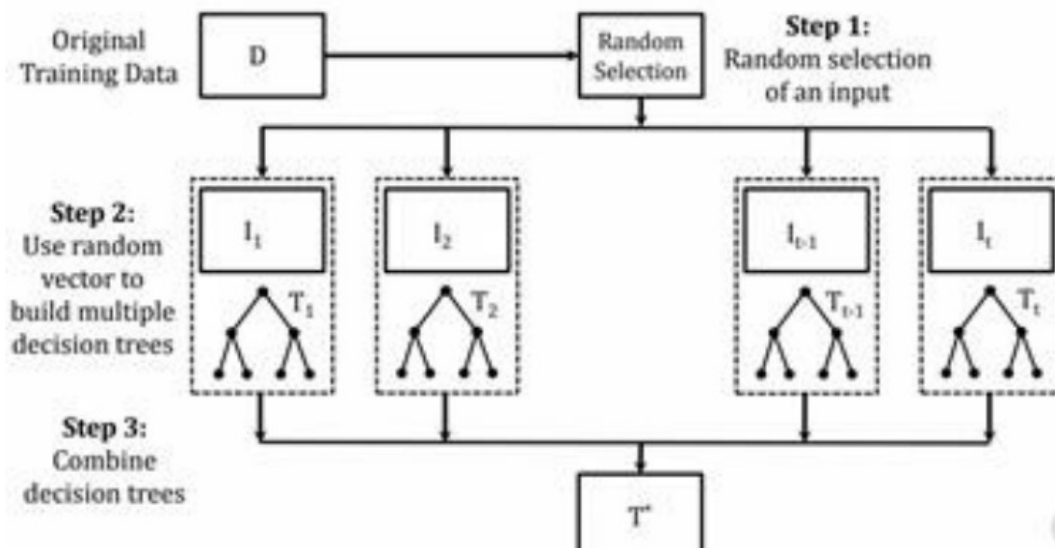 Original
Training Data
D
Random
Selection
Step 1:
Random selection
of an input
Step 2:
Use random
vector to
build multiple
decision trees
I₁
I₂
Iₜ₋₁
Iₜ
T₁
T₂
Tₜ₋₁
Tₜ
Step 3:
Combine
decision trees
T*